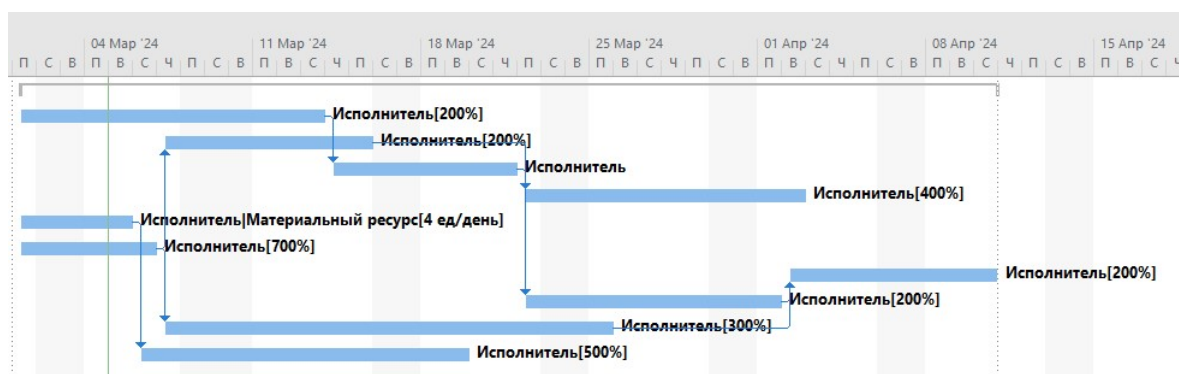 04 Мар '24 11 Мар '24 18 Мар '24 25 Мар '24 01 Апр '24 08 Апр '24 15 Апр '24
П С В П В С Ч П С В П В С Ч П С В П В С Ч П С В П В С Ч П С В П В С Ч П С В П В С Ч П С В П В С Ч
Исполнитель[200%]
Исполнитель[200%]
Исполнитель
Исполнитель[400%]
Исполнитель|Материальный ресурс[4 ед/день]
Исполнитель[700%]
Исполнитель[200%]
Исполнитель[200%]
Исполнитель[300%]
Исполнитель[500%]